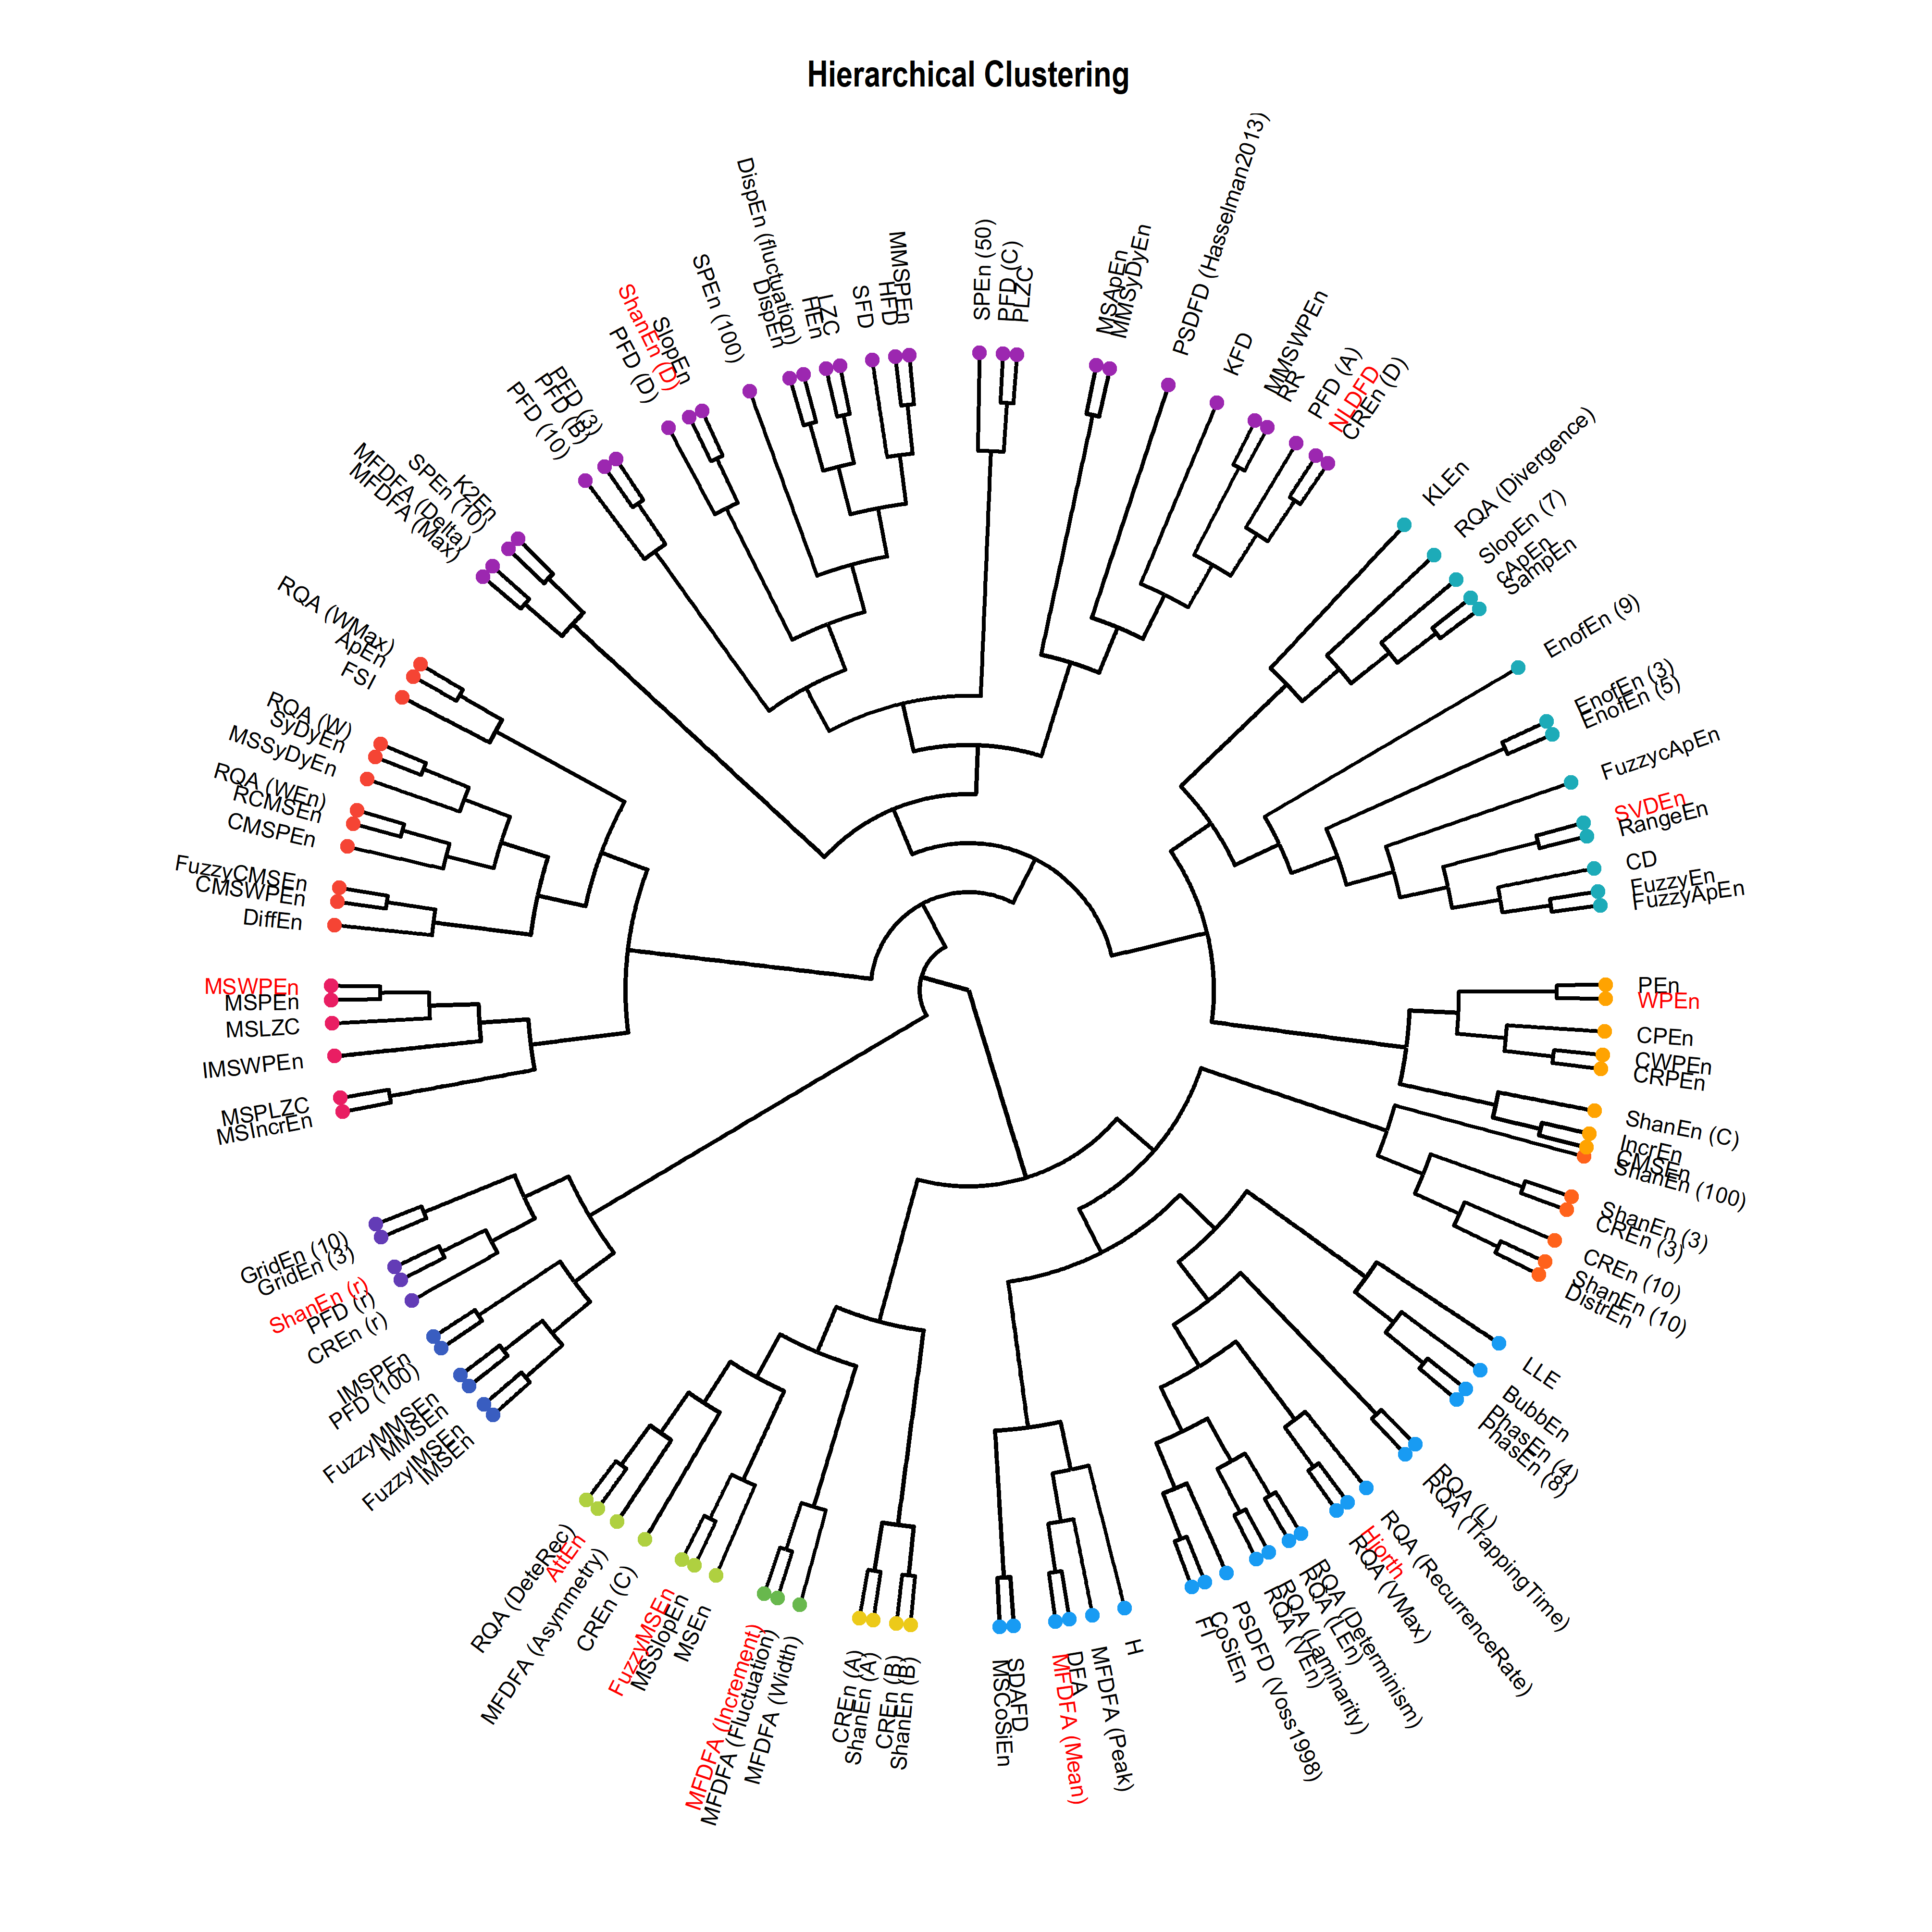 Hierarchical Clustering
SPEn (50)
PFD (C)
PLZC
MSApEn
MMSyDyEn
PSDFD (Hasselman2013)
KFD
MMSWPEn
RR
PFD (A)
NLDFD
CREn (D)
KLEn
RQA (Divergence)
SlopEn (7)
cApEn
SampEn
EnofEn (9)
EnofEn (3)
EnofEn (5)
FuzzycApEn
SVDEn
RangeEn
CD
FuzzyEn
FuzzyApEn
PEn
WPEn
CPEn
CWPEn
CRPEn
ShanEn (C)
IncrEn
CMSEn
ShanEn (100)
ShanEn (3)
CREn (3)
CREn (10)
ShanEn (10)
DistrEn
LLE
BubbEn
PhasEn (4)
PhasEn (8)
RQA (L)
RQA (TrappingTime)
RQA (RecurrenceRate)
Hjorth
RQA (VMax)
RQA (Determinism)
RQA (LEn)
RQA (Laminarity)
RQA (VEn)
PSDFD (Voss1998)
CoSiEn
FI
H
MFDFA (Peak)
DFA
MFDFA (Mean)
SDAFD
MSCoSiEn
ShanEn (B)
CREn (B)
ShanEn (A)
CREn (A)
MFDFA (Width)
MFDFA (Fluctuation)
MFDFA (Increment)
MSEn
MSSlopEn
FuzzyMSEn
CREn (C)
MFDFA (Asymmetry)
AttEn
RQA (DeteRec)
IMSEn
FuzzyIMSEn
MMSEn
FuzzyMMSEn
PFD (100)
IMSPEn
CREn (r)
PFD (r)
ShanEn (r)
GridEn (3)
GridEn (10)
MSIncrEn
MSPLZC
IMSWPEn
MSLZC
MSPEn
MSWPEn
DiffEn
CMSWPEn
FuzzyCMSEn
CMSPEn
RCMSEn
RQA (WEn)
MSSyDyEn
SyDyEn
RQA (W)
FSI
ApEn
RQA (WMax)
MFDFA (Max)
MFDFA (Delta)
SPEn (10)
K2En
PFD (10)
PFD (B)
PFD (3)
PFD (D)
ShanEn (D)
SlopEn
SPEn (100)
DispEn
DispEn (fluctuation)
HEn
LZC
SFD
HFD
MMSPEn